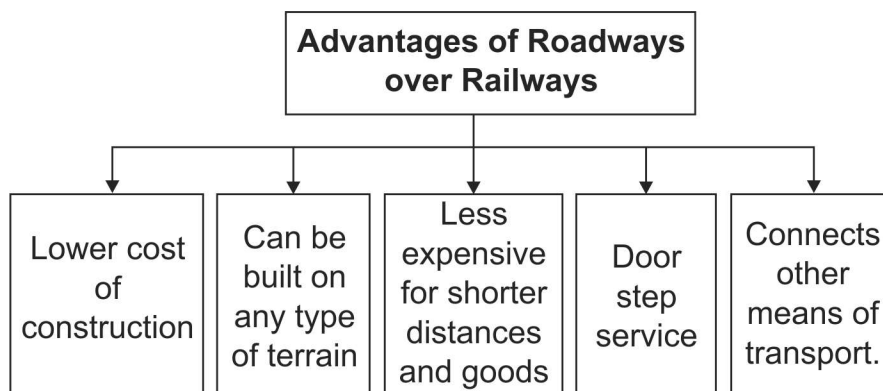 Advantages of Roadways
over Railways
Lower cost
of
construction
Can be
built on
any type
of terrain
Less
expensive
for shorter
distances
and goods
Door
step
service
Connects
other
means of
transport.